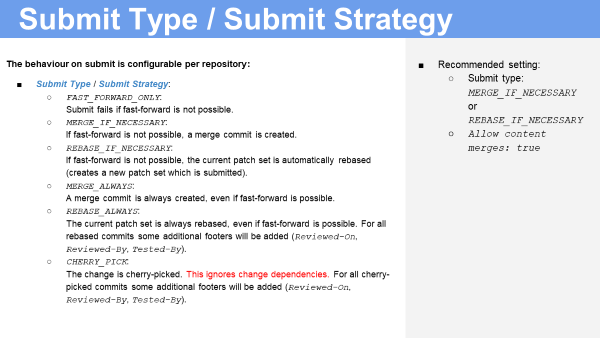 Submit Type / Submit Strategy
The behaviour on submit is configurable per repository:
■ Submit Type / Submit Strategy:
○ FAST_FORWARD_ONLY:
Submit fails if fast-forward is not possible.
○ MERGE_IF_NECESSARY:
If fast-forward is not possible, a merge commit is created.
○ REBASE_IF_NECESSARY:
If fast-forward is not possible, the current patch set is automatically rebased
(creates a new patch set which is submitted).
○ MERGE_ALWAYS:
A merge commit is always created, even if fast-forward is possible.
○ REBASE_ALWAYS:
The current patch set is always rebased, even if fast-forward is possible. For all
rebased commits some additional footers will be added (Reviewed-On,
Reviewed-By, Tested-By).
○ CHERRY_PICK:
The change is cherry-picked. This ignores change dependencies. For all cherry-
picked commits some additional footers will be added (Reviewed-On,
Reviewed-By, Tested-By).
■ Recommended setting:
○ Submit type:
MERGE_IF_NECESSARY
or
REBASE_IF_NECESSARY
○ Allow content
merges: true